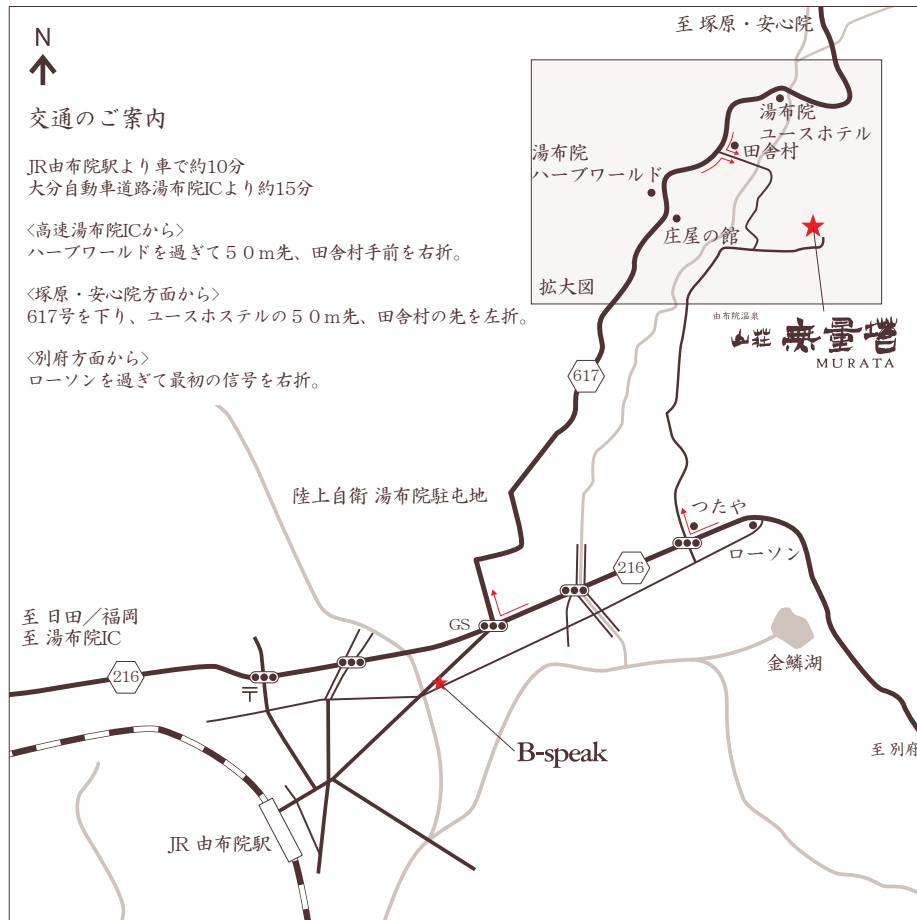 N
至 塚原・安心院
交通のご案内
JR由布院駅より車で約10分
大分自動車道路湯布院ICより約15分
〈高速湯布院ICから〉
ハーブワールドを過ぎて５０ｍ先、田舎村手前を右折。
〈塚原・安心院方面から〉
617号を下り、ユースホステルの５０ｍ先、田舎村の先を左折。
〈別府方面から〉
ローソンを過ぎて最初の信号を右折。
湯布院
ユースホテル
田舎村
湯布院
ハーブワールド
庄屋の館
拡大図
由布院温泉
山荘 無量塔
MURATA
617
陸上自衛 湯布院駐屯地
つたや
ローソン
216
GS
至 日田／福岡
至 湯布院IC
216
〒
金鱗湖
B-speak
至 別府
JR 由布院駅